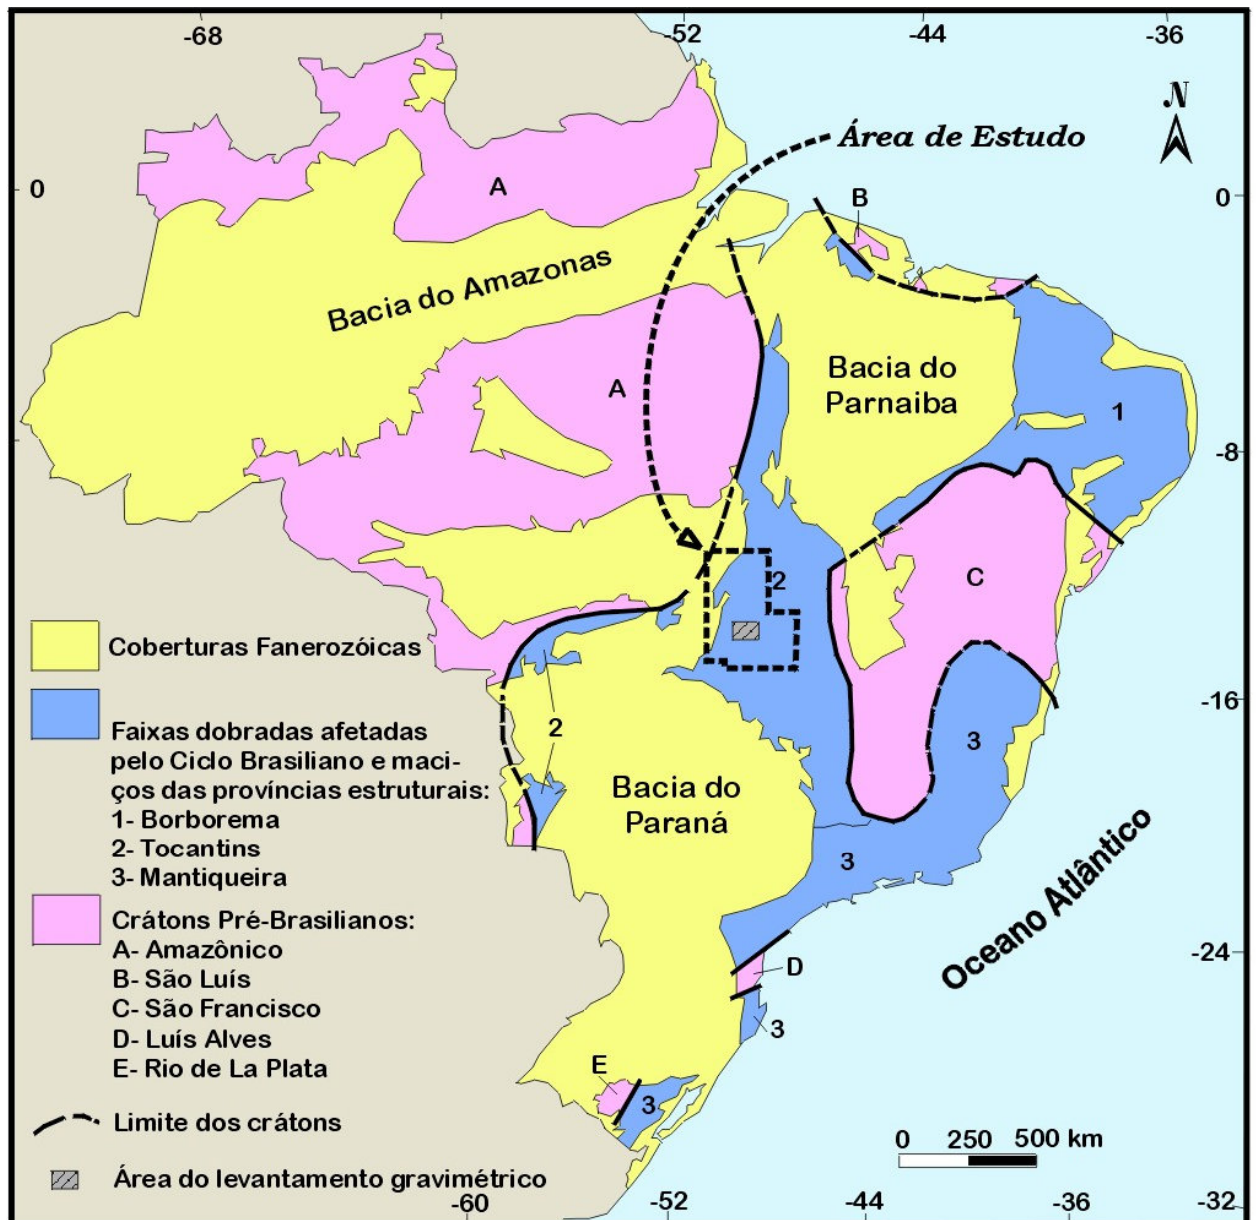 -68
-52
-44
-36
N
Área de Estudo
0
A
B
0
Bacia do Amazonas
A
Bacia do
Parnaiba
1
-8
-8
2
C
Coberturas Fanerozóicas
Faixas dobradas afetadas
pelo Ciclo Brasiliano e maci-
ços das províncias estruturais:
1- Borborema
2- Tocantins
3- Mantiqueira
2
3
-16
Bacia do
Paraná
3
Oceano Atlântico
Crátons Pré-Brasilianos:
A- Amazônico
B- São Luís
C- São Francisco
D- Luís Alves
E- Rio de La Plata
D
-24
3
E
3
Limite dos crátons
0 250 500 km
Área do levantamento gravimétrico
-60
-52
-44
-36
-32